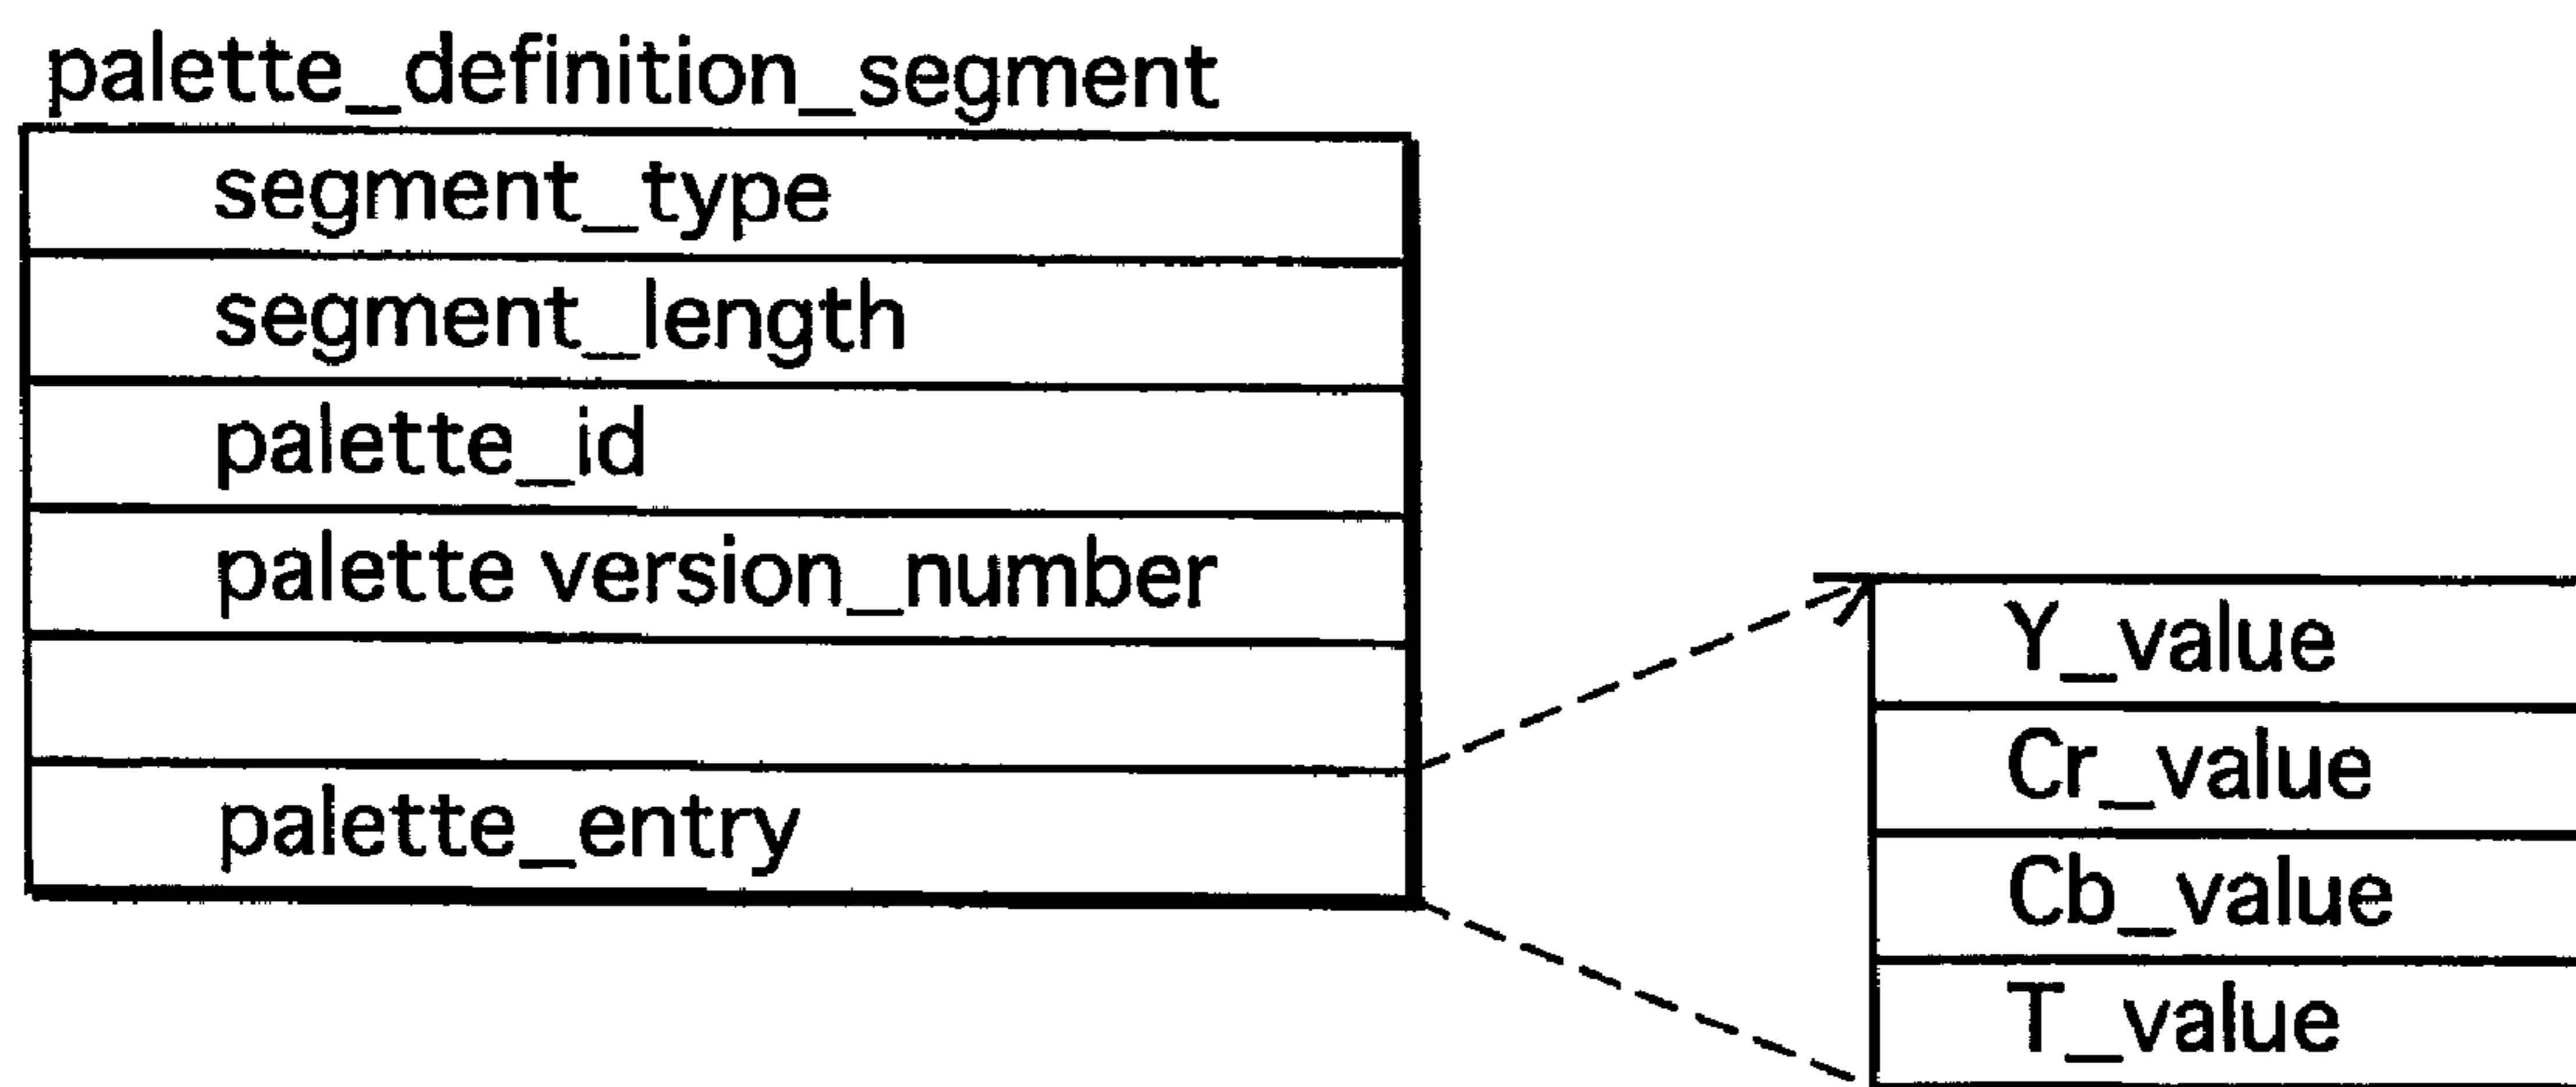 palette_definition_segment
segment_type
segment_length
palette_id
palette version_number
palette_entry
Y_value
Cr_value
Cb_value
T_value